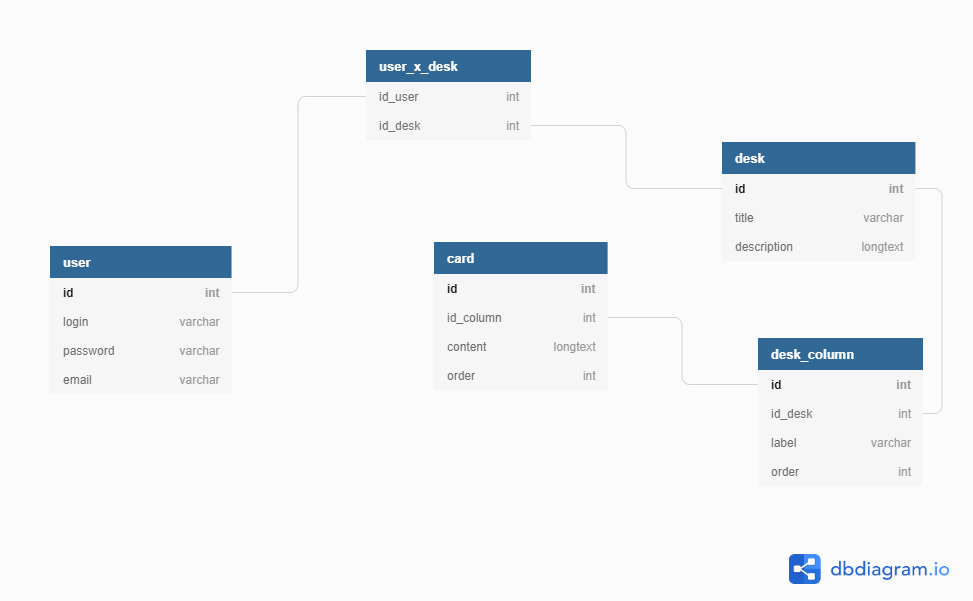 user_x_desk
id_user int
id_desk int
desk
id int
title varchar
description longtext
user
id int
login varchar
password varchar
email varchar
card
id int
id_column int
content longtext
order int
desk_column
id int
id_desk int
label varchar
order int
dbdiagram.io